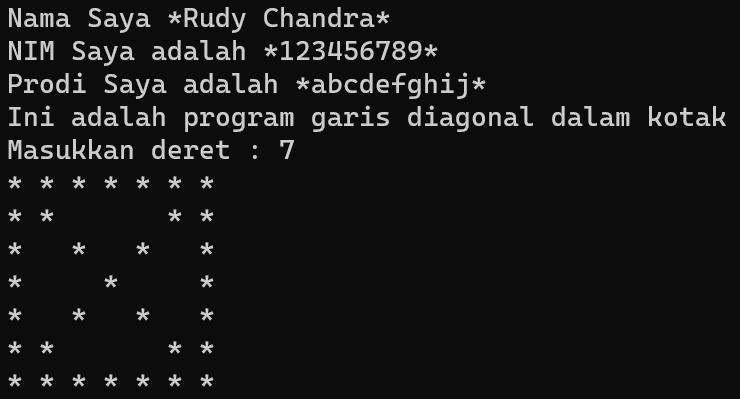 Nama Saya *Rudy Chandra*
NIM Saya adalah *123456789*
Prodi Saya adalah *abcdefghij*
Ini adalah program garis diagonal dalam kotak
Masukkan deret : 7
* * * * * * *
* *       * *
*   *   *   *
*     *     *
*   *   *   *
* *       * *
* * * * * * *